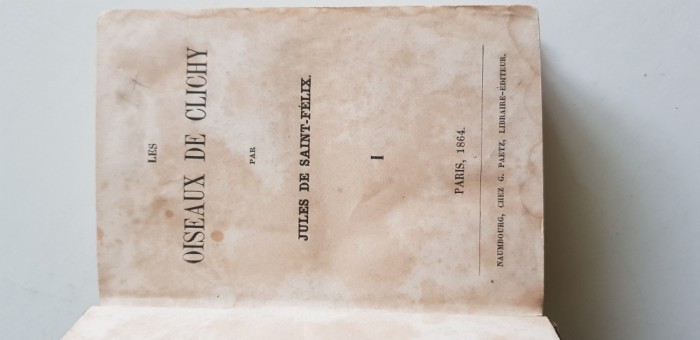 LES
OISEAUX DE CLICHY
PAR
JULES DE SAINT-FÉLIX.
I
PARIS, 1864.
NAUMBOURG, CHEZ G. PAETZ, LIBRAIRE-ÉDITEUR.